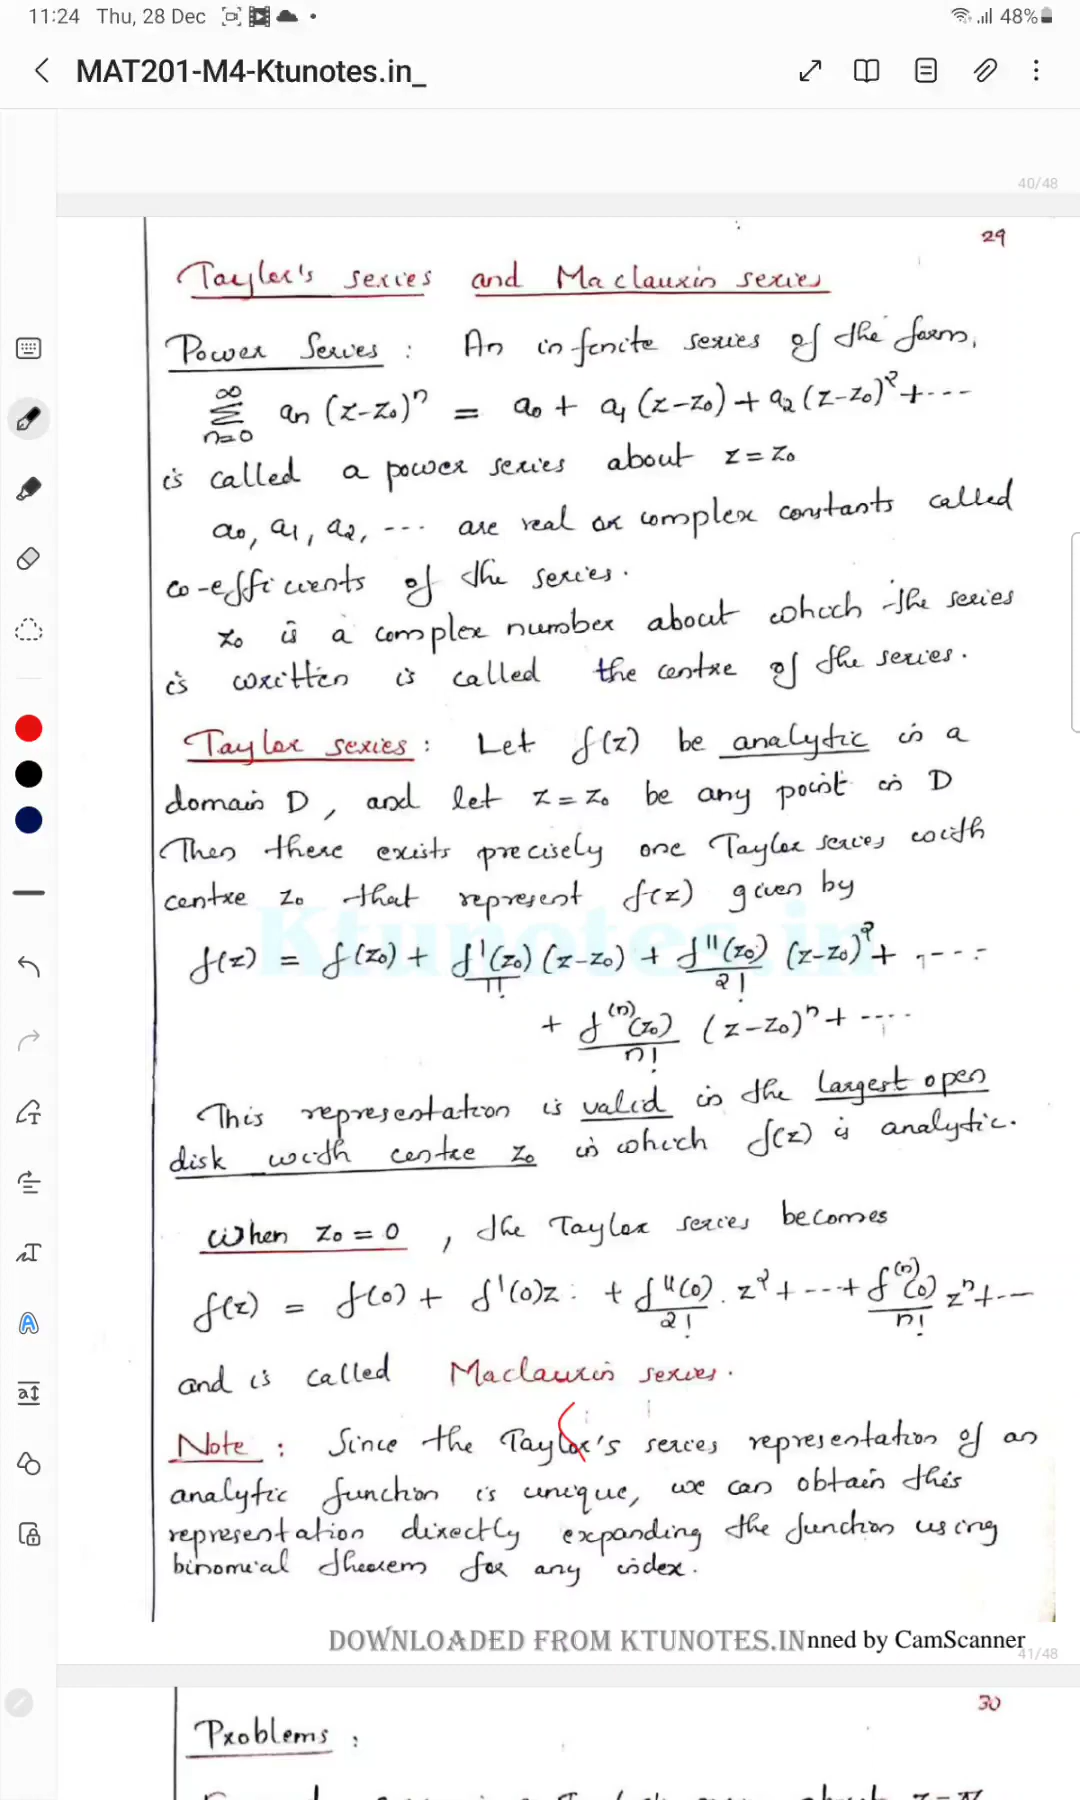 11:24 Thu, 28 Dec 48%
MAT201-M4-Ktunotes.in_
40/48
29
Taylor's series and Maclaurin series
Power Series : An infinite series of the form,
∞
Σ an (z-z₀)ⁿ = a₀ + a₁ (z-z₀) + a₂ (z-z₀)² + ----
n=0
is called a power series about z = z₀
a₀, a₁, a₂, --- are real or complex constants called
co-efficients of the series.
z₀ is a complex number about which the series
is written is called the centre of the series.
Taylor series : Let f(z) be analytic in a
domain D, and let z = z₀ be any point in D
Then there exists precisely one Taylor series with
centre z₀ that represent f(z) given by
f(z) = f(z₀) + f'(z₀)/1! (z-z₀) + f''(z₀)/2! (z-z₀)² + ----
+ f⁽ⁿ⁾(z₀)/n! (z-z₀)ⁿ + ----
This representation is valid in the largest open
disk with centre z₀ in which f(z) is analytic.
When z₀ = 0, the Taylor series becomes
f(z) = f(0) + f'(0)z + f''(0)/2! . z² + --- + f⁽ⁿ⁾(0)/n! zⁿ + ---
and is called Maclaurin series.
Note : Since the Taylor's series representation of an
analytic function is unique, we can obtain this
representation directly expanding the function using
binomial theorem for any index.
Ktunotes.in
DOWNLOADED FROM KTUNOTES.IN nned by CamScanner
41/48
30
Problems :